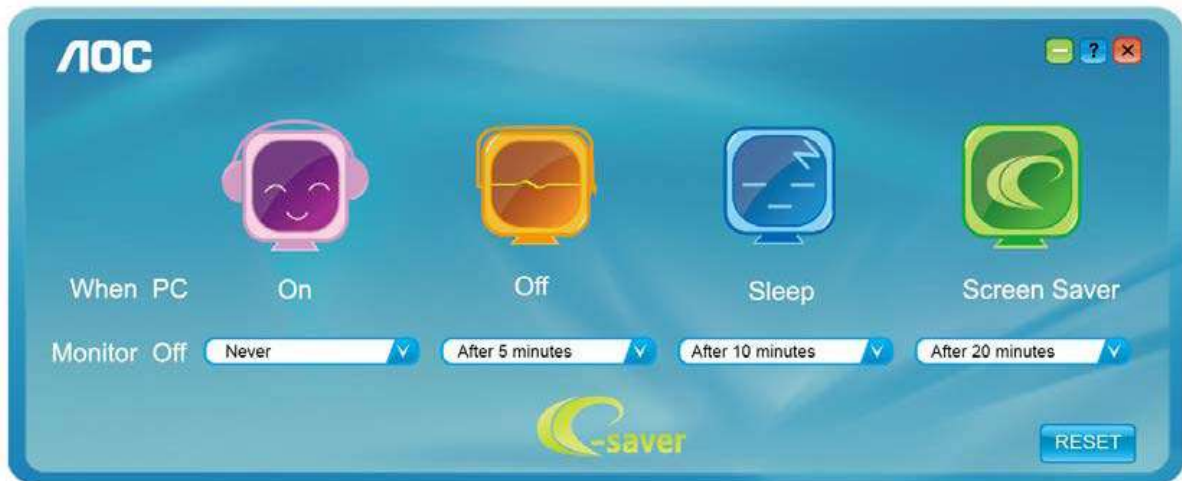 AOC
?
When PC On Off Sleep Screen Saver
Monitor Off Never After 5 minutes After 10 minutes After 20 minutes
e-saver
RESET